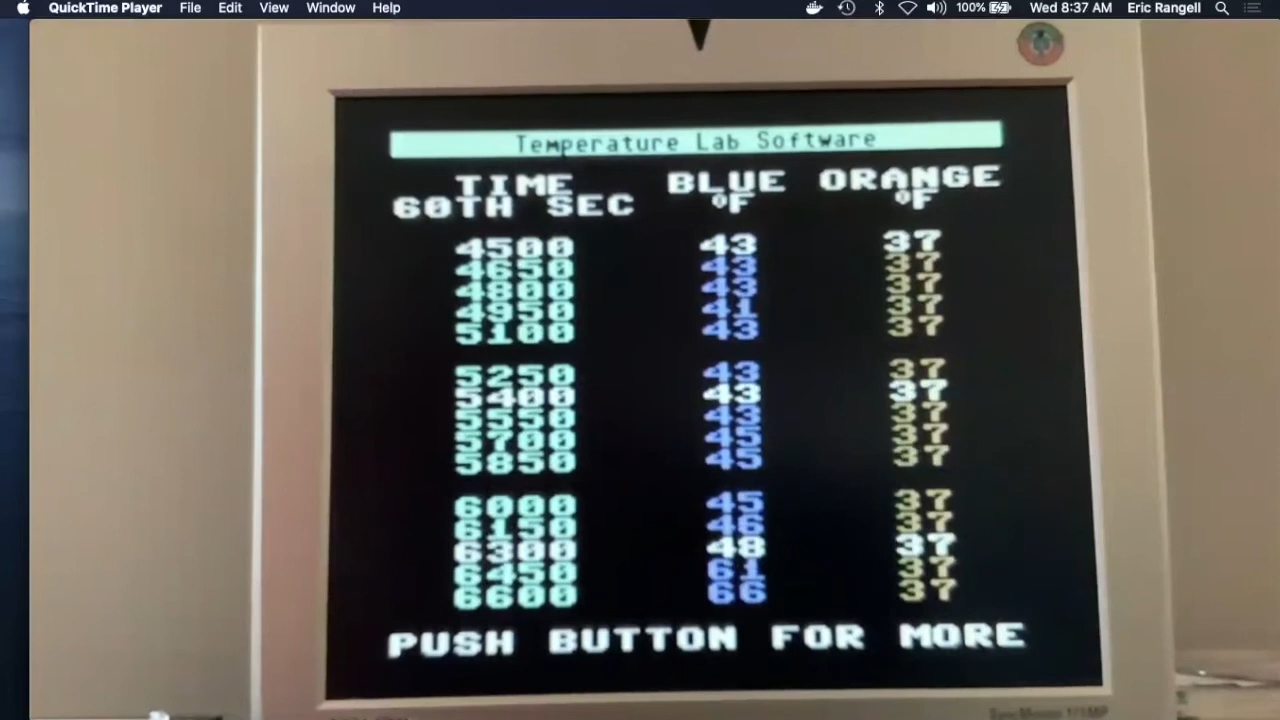 QuickTime Player File Edit View Window Help 100% Wed 8:37 AM Eric Rangell
Temperature Lab Software
TIME BLUE ORANGE
60TH SEC °F °F
4500 43 37
4650 43 37
4800 43 37
4950 41 37
5100 43 37
5250 43 37
5400 43 37
5550 43 37
5700 45 37
5850 45 37
6000 45 37
6150 46 37
6300 48 37
6450 61 37
6600 66 37
PUSH BUTTON FOR MORE